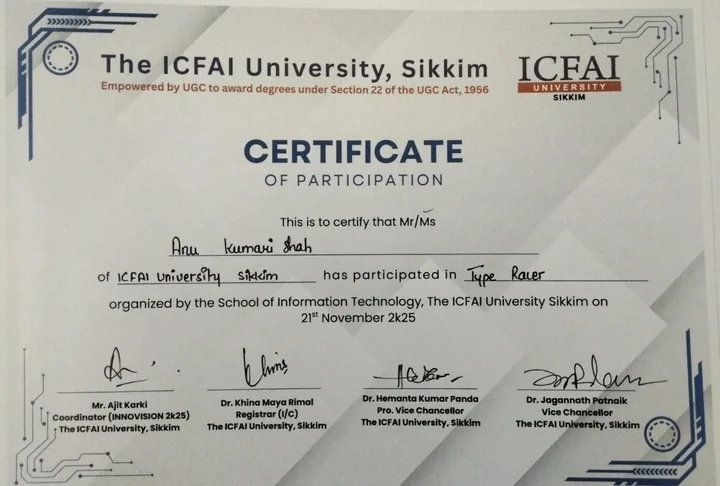 The ICFAI University, Sikkim
Empowered by UGC to award degrees under Section 22 of the UGC Act, 1956
ICFAI
UNIVERSITY
SIKKIM
CERTIFICATE
OF PARTICIPATION
This is to certify that Mr/Ms
Anu Kumari Shah
of ICFAI University Sikkim has participated in Type Racer
organized by the School of Information Technology, The ICFAI University Sikkim on
21st November 2k25
Mr. Ajit Karki
Coordinator (INNOVISION 2k25)
The ICFAI University, Sikkim
Dr. Khina Maya Rimal
Registrar (I/C)
The ICFAI University, Sikkim
Dr. Hemanta Kumar Panda
Pro. Vice Chancellor
The ICFAI University, Sikkim
Dr. Jagannath Patnaik
Vice Chancellor
The ICFAI University, Sikkim